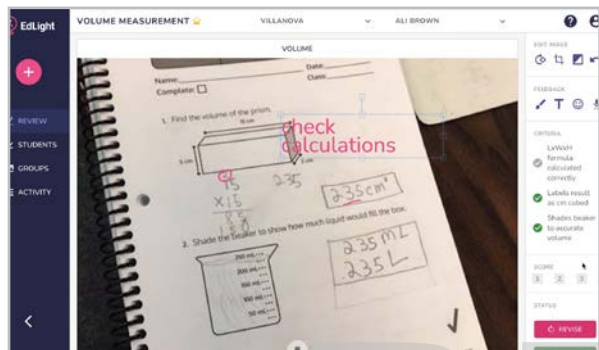 EdLight
VOLUME MEASUREMENT
VILLANOVA
ALI BROWN
VOLUME
REVIEW
STUDENTS
GROUPS
ACTIVITY
Name:
Date:
Class:
Complete:
1. Find the volume of the prism.
15 cm
5 cm
3 cm
check
calculations
15
X15
235
235 cm³
2. Shade the beaker to show how much liquid would fill the box.
250 mL
200 mL
150 mL
100 mL
50 mL
235 mL
.235 L
EDIT IMAGE
FEEDBACK
T
CRITERIA
LxWxH
formula
calculated
correctly
Labels result
as cm cubed
Shades beaker
to accurate
volume
SCORE
1 2 3
STATUS
REVISE